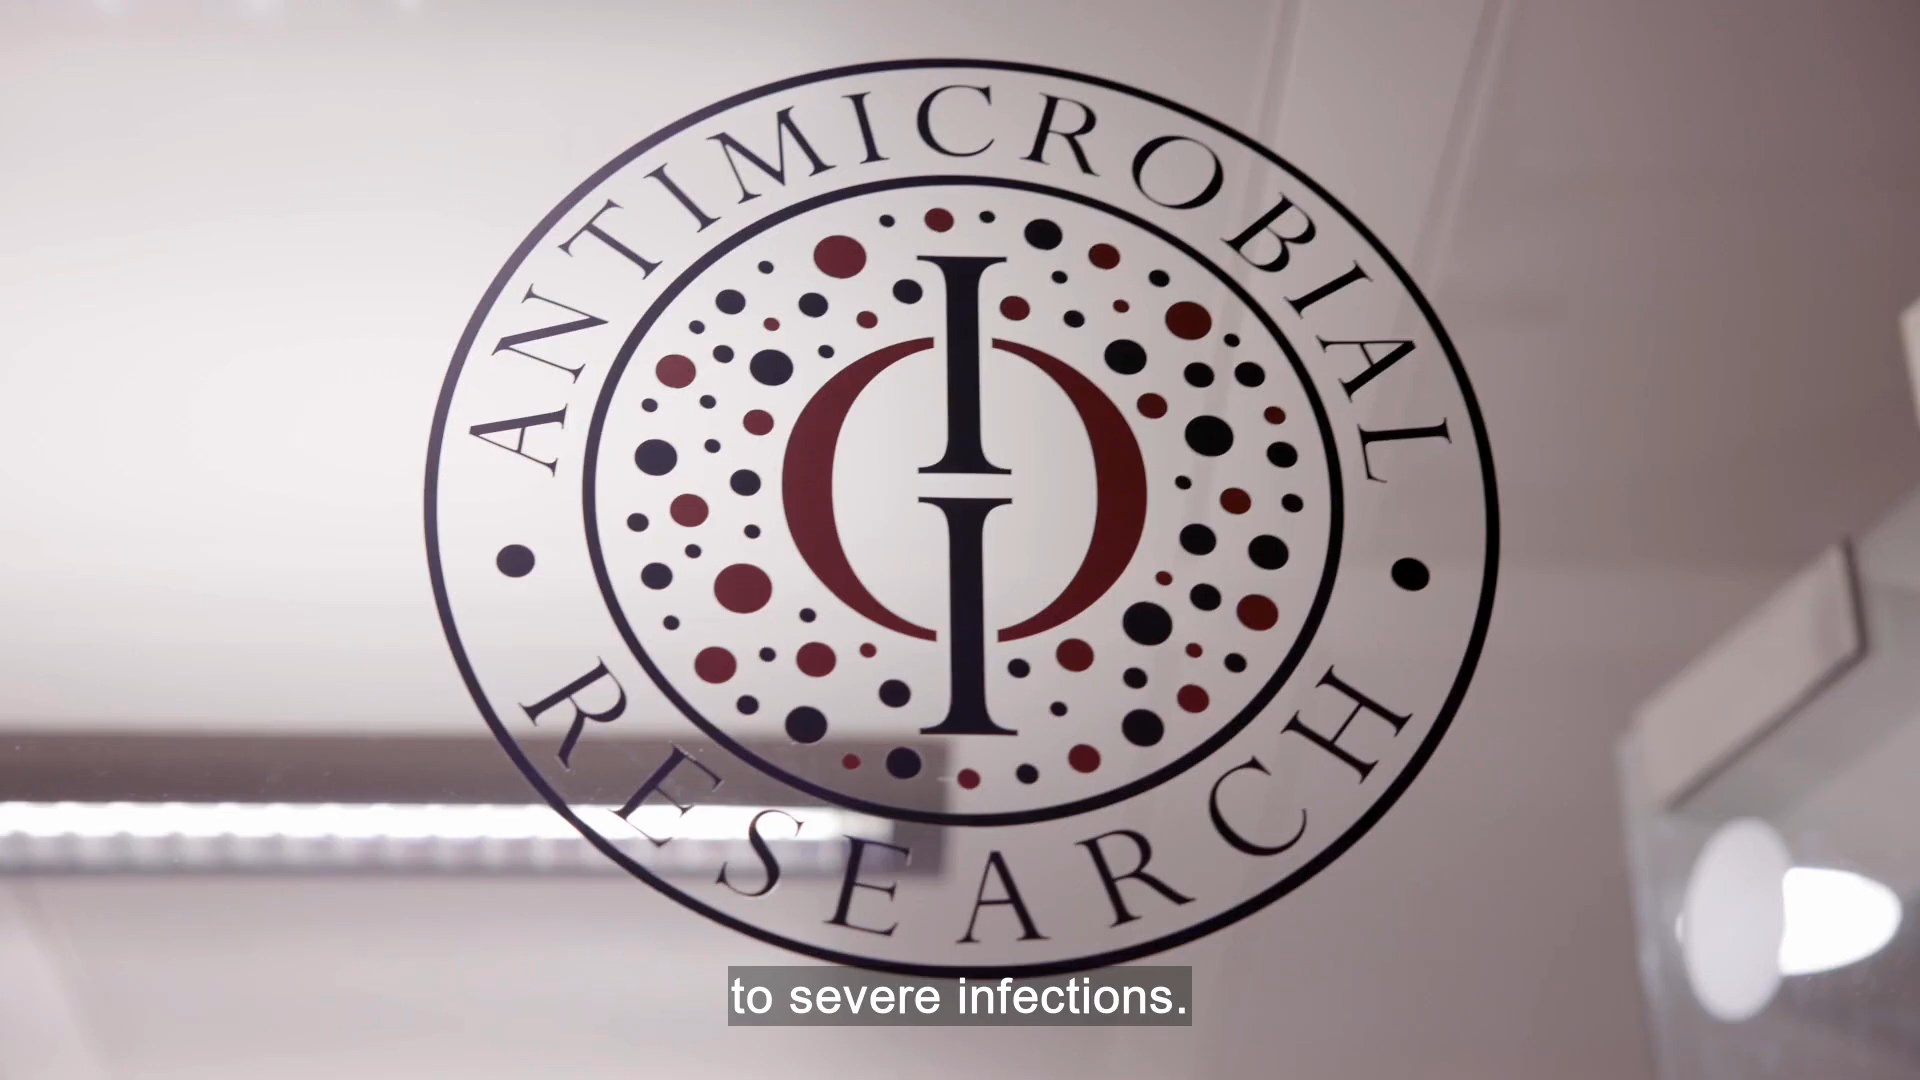 ANTIMICROBIAL
I
O
I
RESEARCH
to severe infections.